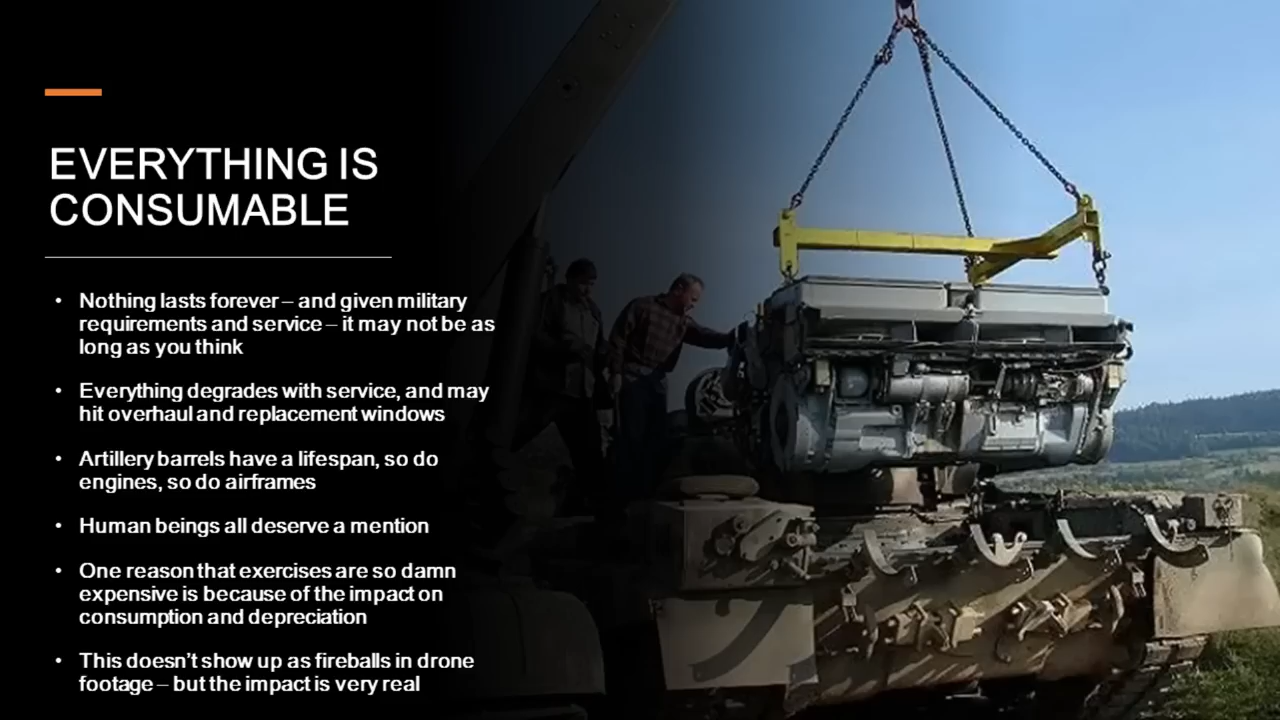 EVERYTHING IS
CONSUMABLE
• Nothing lasts forever – and given military
requirements and service – it may not be as
long as you think
• Everything degrades with service, and may
hit overhaul and replacement windows
• Artillery barrels have a lifespan, so do
engines, so do airframes
• Human beings all deserve a mention
• One reason that exercises are so damn
expensive is because of the impact on
consumption and depreciation
• This doesn’t show up as fireballs in drone
footage – but the impact is very real